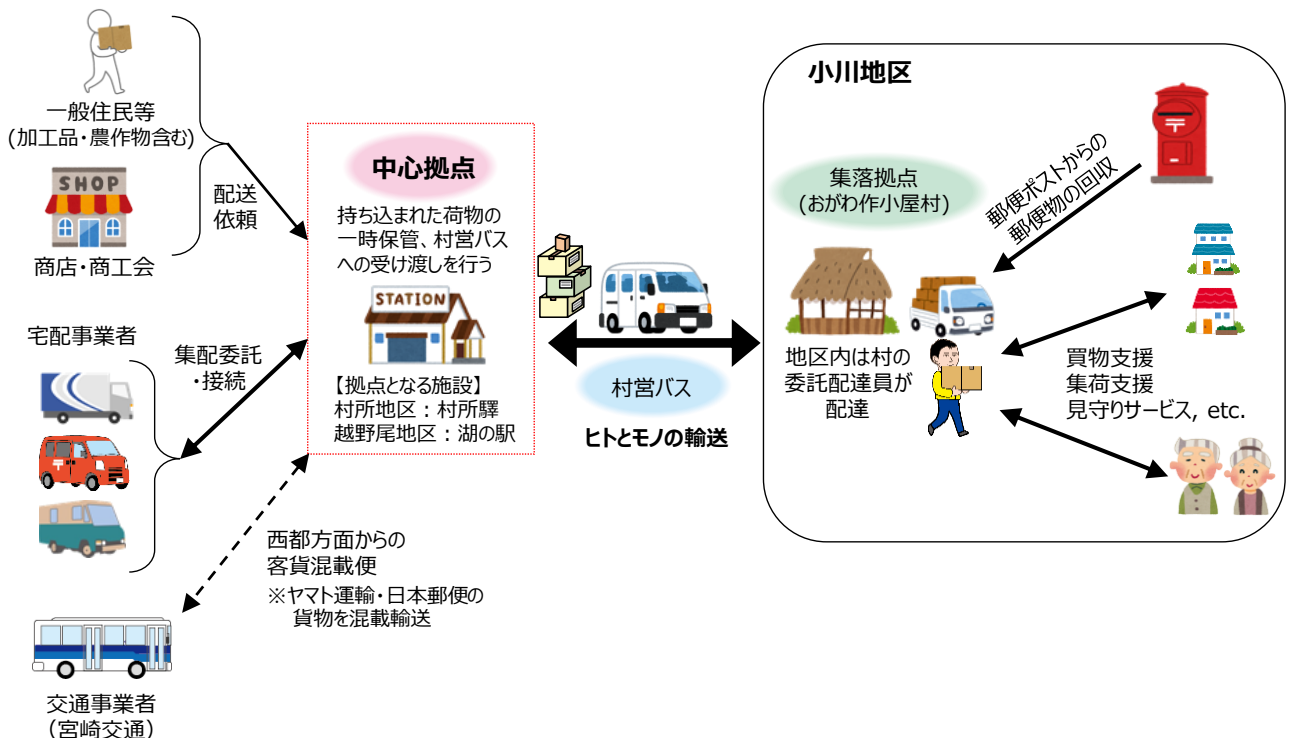 一般住民等
(加工品・農作物含む)
SHOP
商店・商工会
配送
依頼
宅配事業者
集配委託
・接続
〒
西都方面からの
客貨混載便
※ヤマト運輸・日本郵便の
貨物を混載輸送
交通事業者
（宮崎交通）
中心拠点
持ち込まれた荷物の
一時保管、村営バス
への受け渡しを行う
STATION
【拠点となる施設】
村所地区：村所驛
越野尾地区：湖の駅
村営バス
ヒトとモノの輸送
小川地区
集落拠点
(おがわ作小屋村)
地区内は村の
委託配達員が
配達
〒
郵便ポストからの
郵便物の回収
買物支援
集荷支援
見守りサービス, etc.